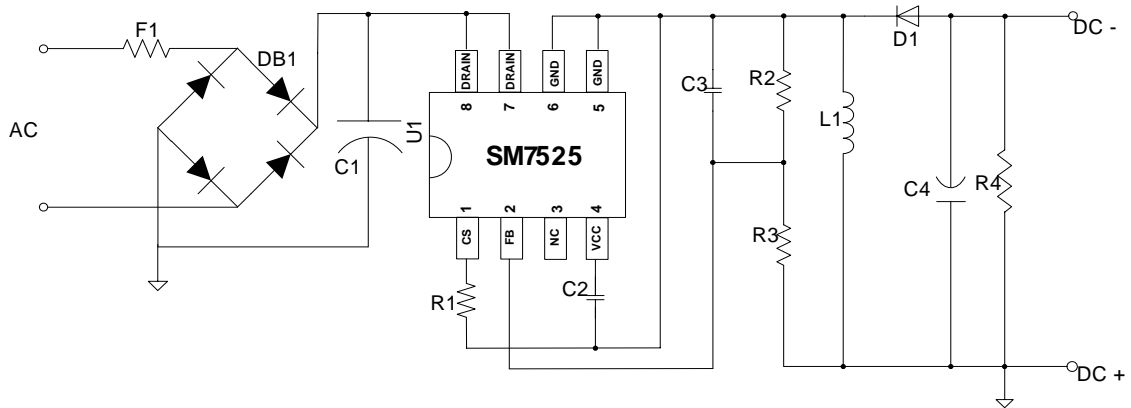 F1
DB1
AC
C1
U1
DRAIN
DRAIN
GND
GND
8
7
6
5
SM7525
1
2
3
4
CS
FB
NC
VCC
R1
C2
C3
R2
R3
L1
D1
C4
R4
DC -
DC +